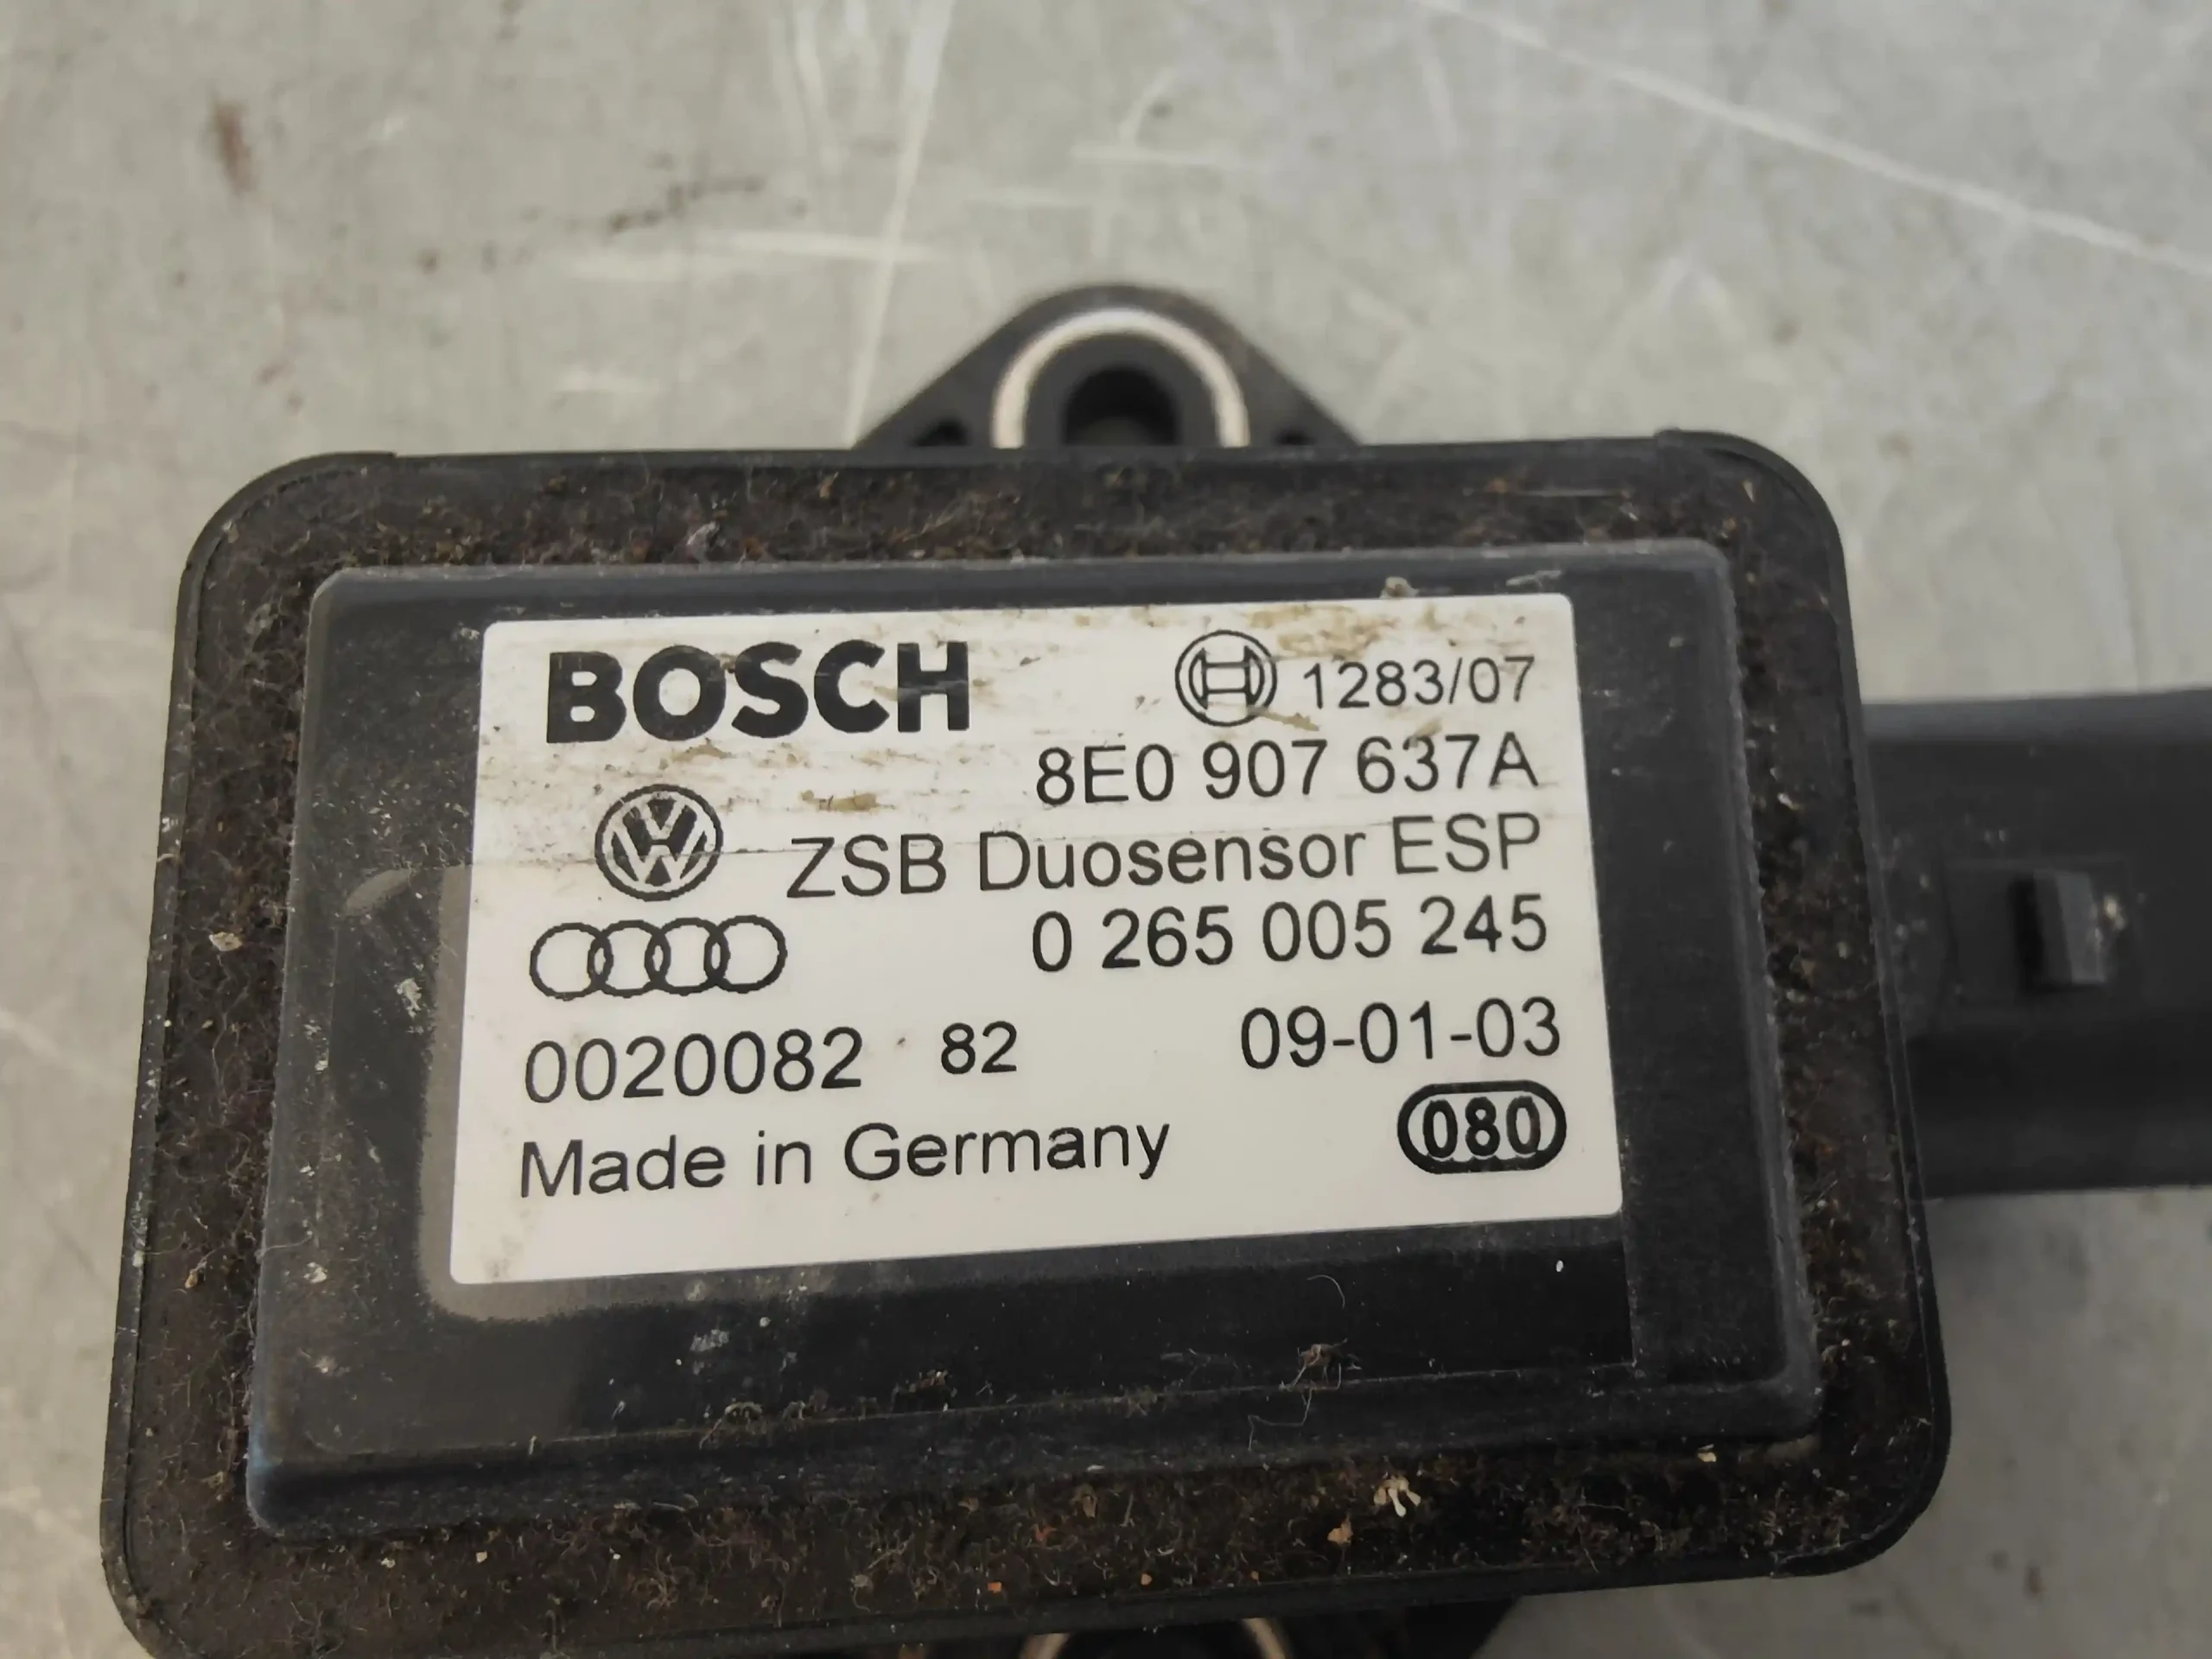 BOSCH 1283/07
8E0 907 637A
ZSB Duosensor ESP
0 265 005 245
0020082 82 09-01-03
Made in Germany 080